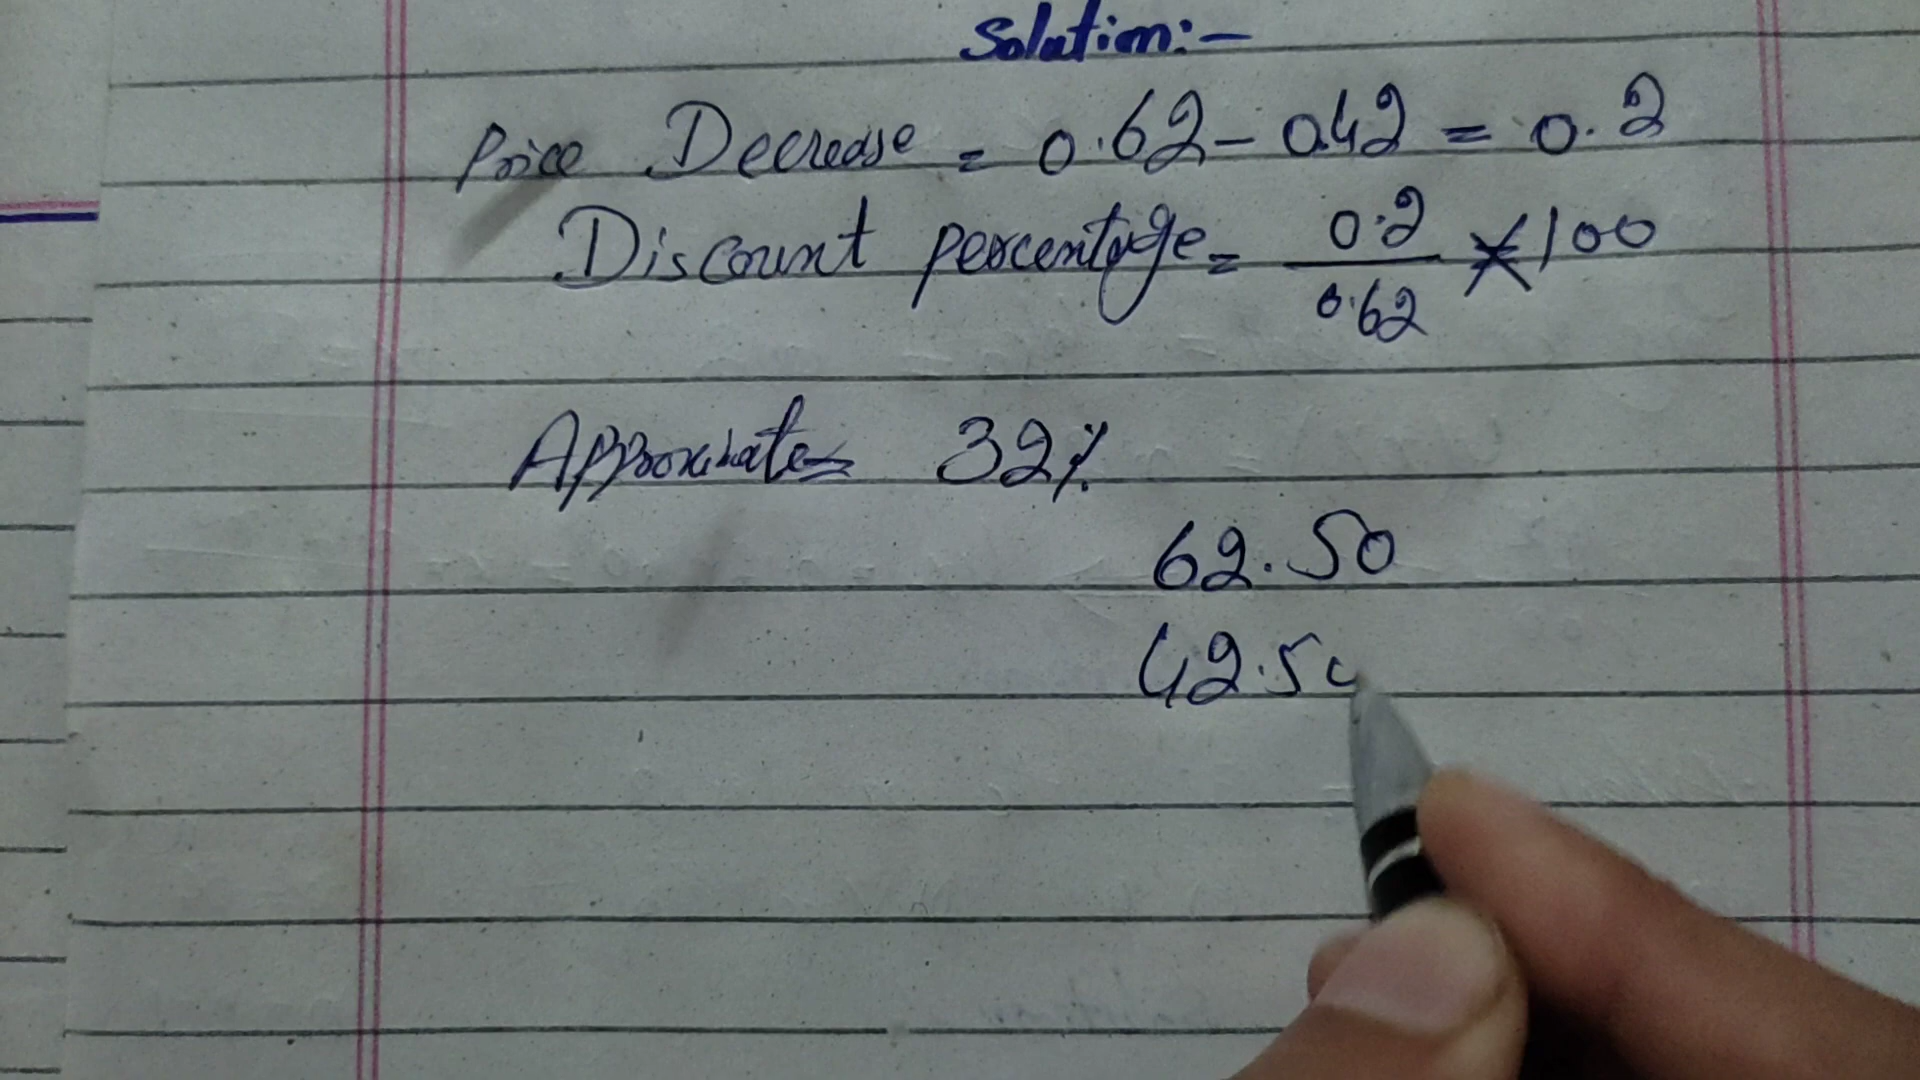 Solution:-
Price Decrease = 0.62 - 0.42 = 0.2
Discount percentage = 0.2 / 0.62 × 100
Approximate = 32%
62.50
42.50